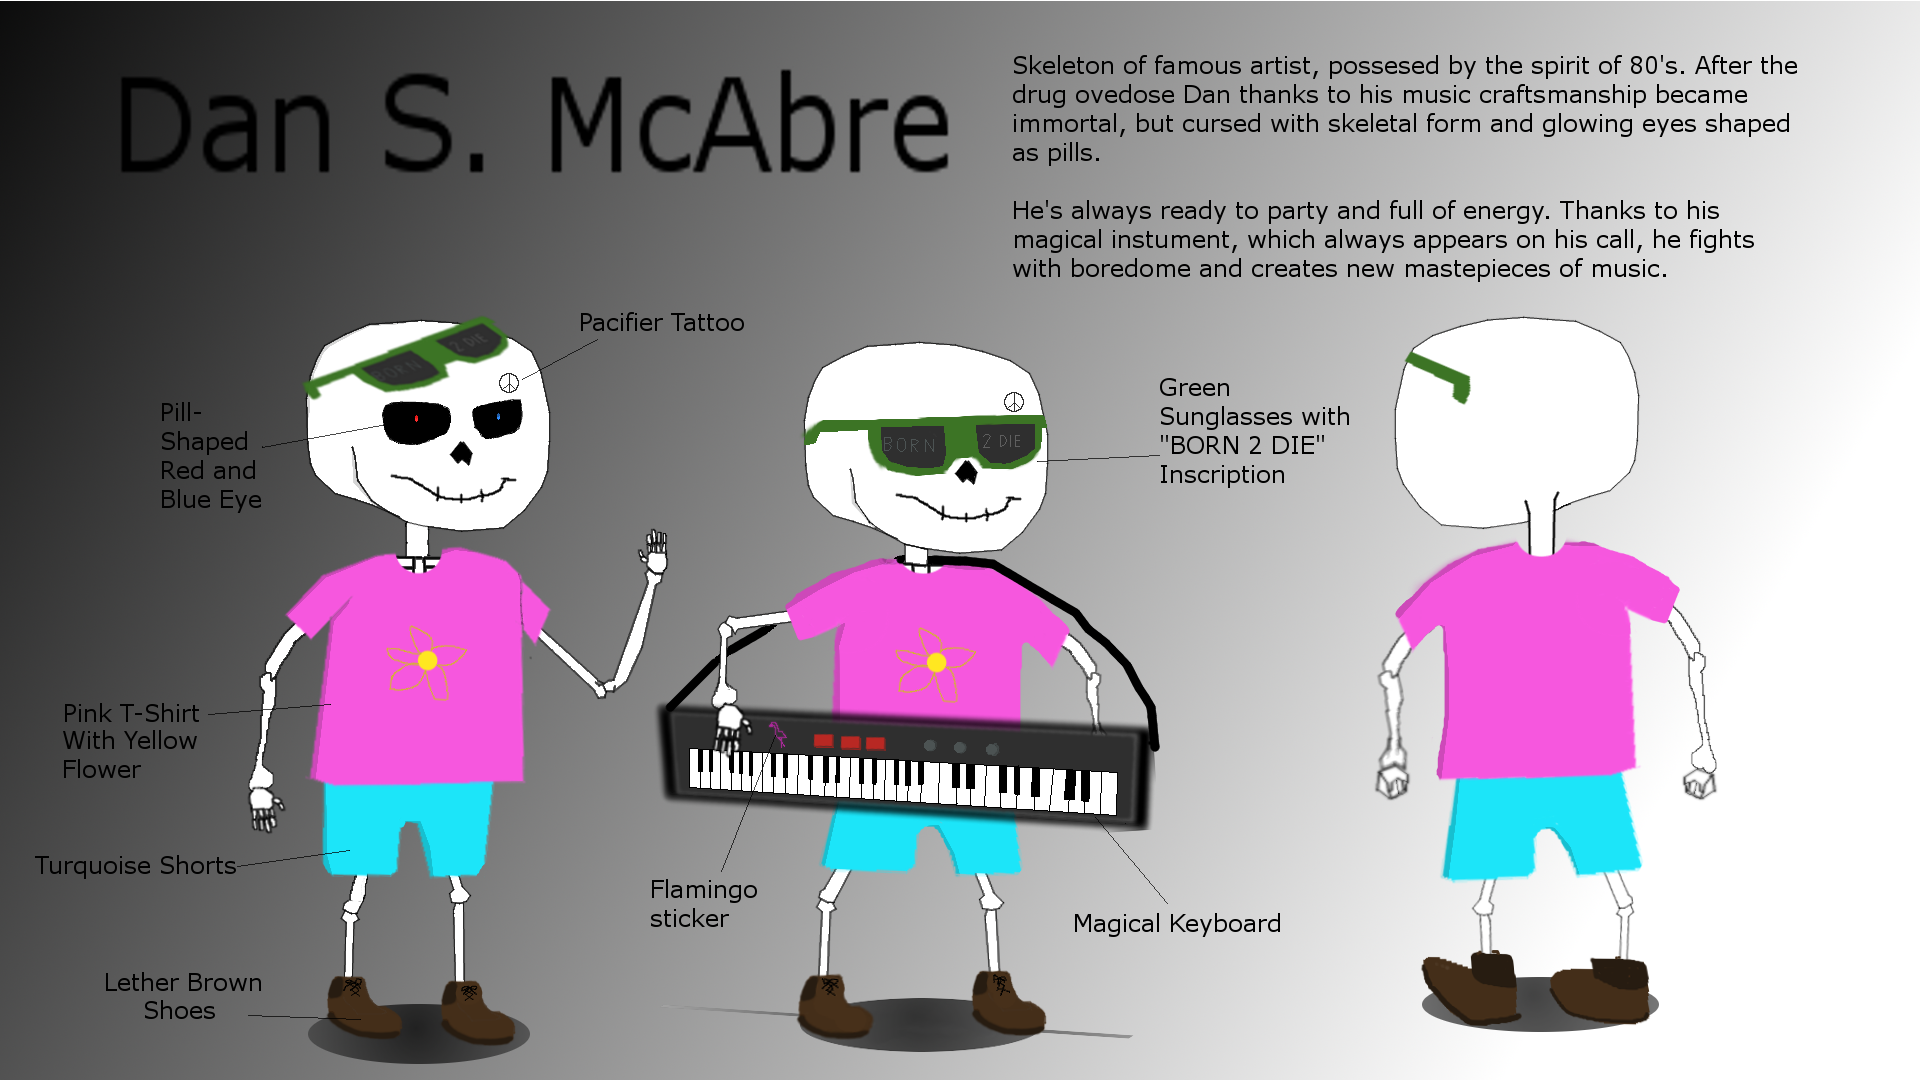 Dan S. McAbre
Skeleton of famous artist, possesed by the spirit of 80's. After the
drug ovedose Dan thanks to his music craftsmanship became
immortal, but cursed with skeletal form and glowing eyes shaped
as pills.
He's always ready to party and full of energy. Thanks to his
magical instument, which always appears on his call, he fights
with boredome and creates new mastepieces of music.
Pacifier Tattoo
BORN
2 DIE
Pill-
Shaped
Red and
Blue Eye
BORN
2 DIE
Green
Sunglasses with
"BORN 2 DIE"
Inscription
Pink T-Shirt
With Yellow
Flower
Turquoise Shorts
Flamingo
sticker
Magical Keyboard
Lether Brown
Shoes